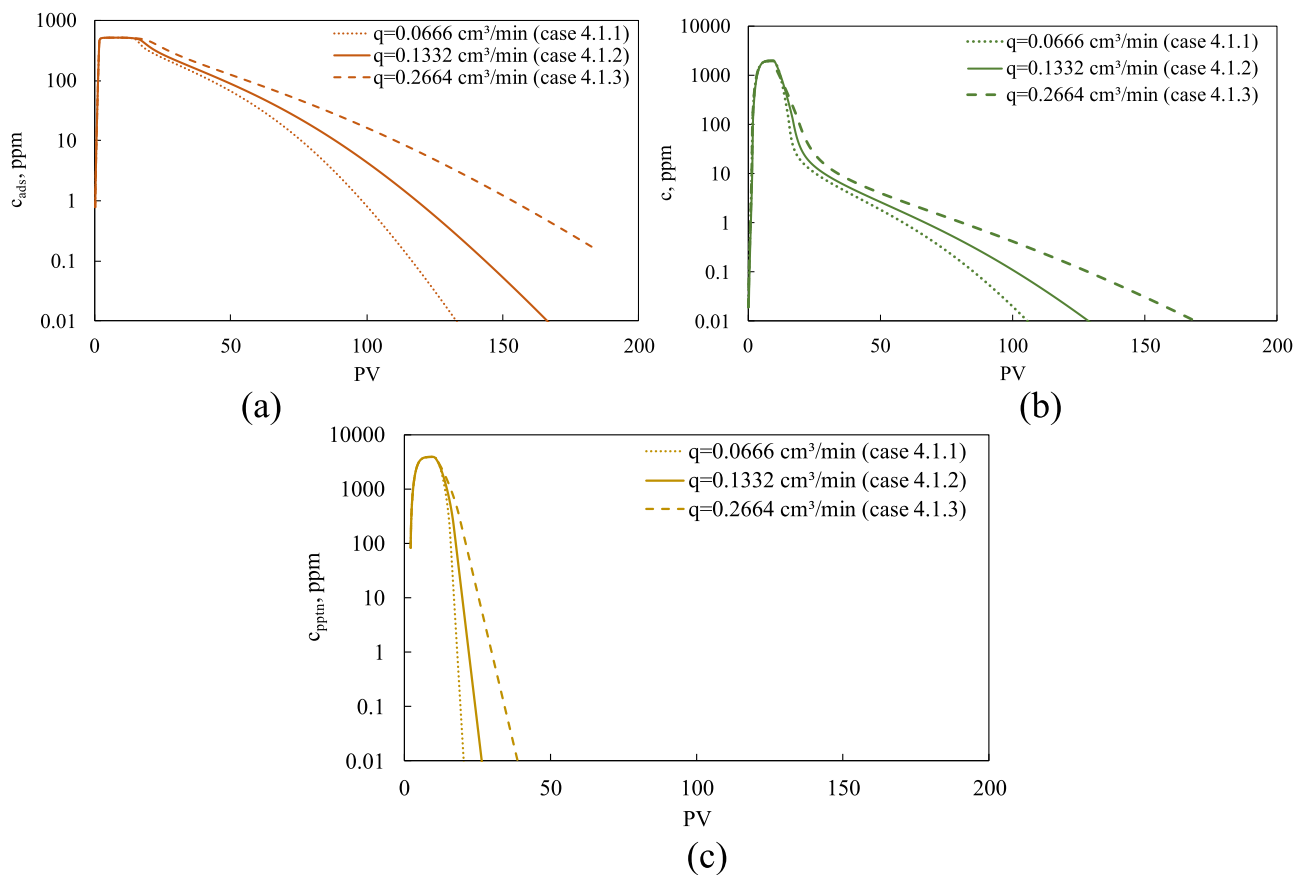 1000
100
10
1
0.1
0.01
c_ads, ppm
q=0.0666 cm³/min (case 4.1.1)
q=0.1332 cm³/min (case 4.1.2)
q=0.2664 cm³/min (case 4.1.3)
0 50 100 150 200
PV
(a)
10000
1000
100
10
1
0.1
0.01
c, ppm
q=0.0666 cm³/min (case 4.1.1)
q=0.1332 cm³/min (case 4.1.2)
q=0.2664 cm³/min (case 4.1.3)
0 50 100 150 200
PV
(b)
10000
1000
100
10
1
0.1
0.01
c_pptn, ppm
q=0.0666 cm³/min (case 4.1.1)
q=0.1332 cm³/min (case 4.1.2)
q=0.2664 cm³/min (case 4.1.3)
0 50 100 150 200
PV
(c)